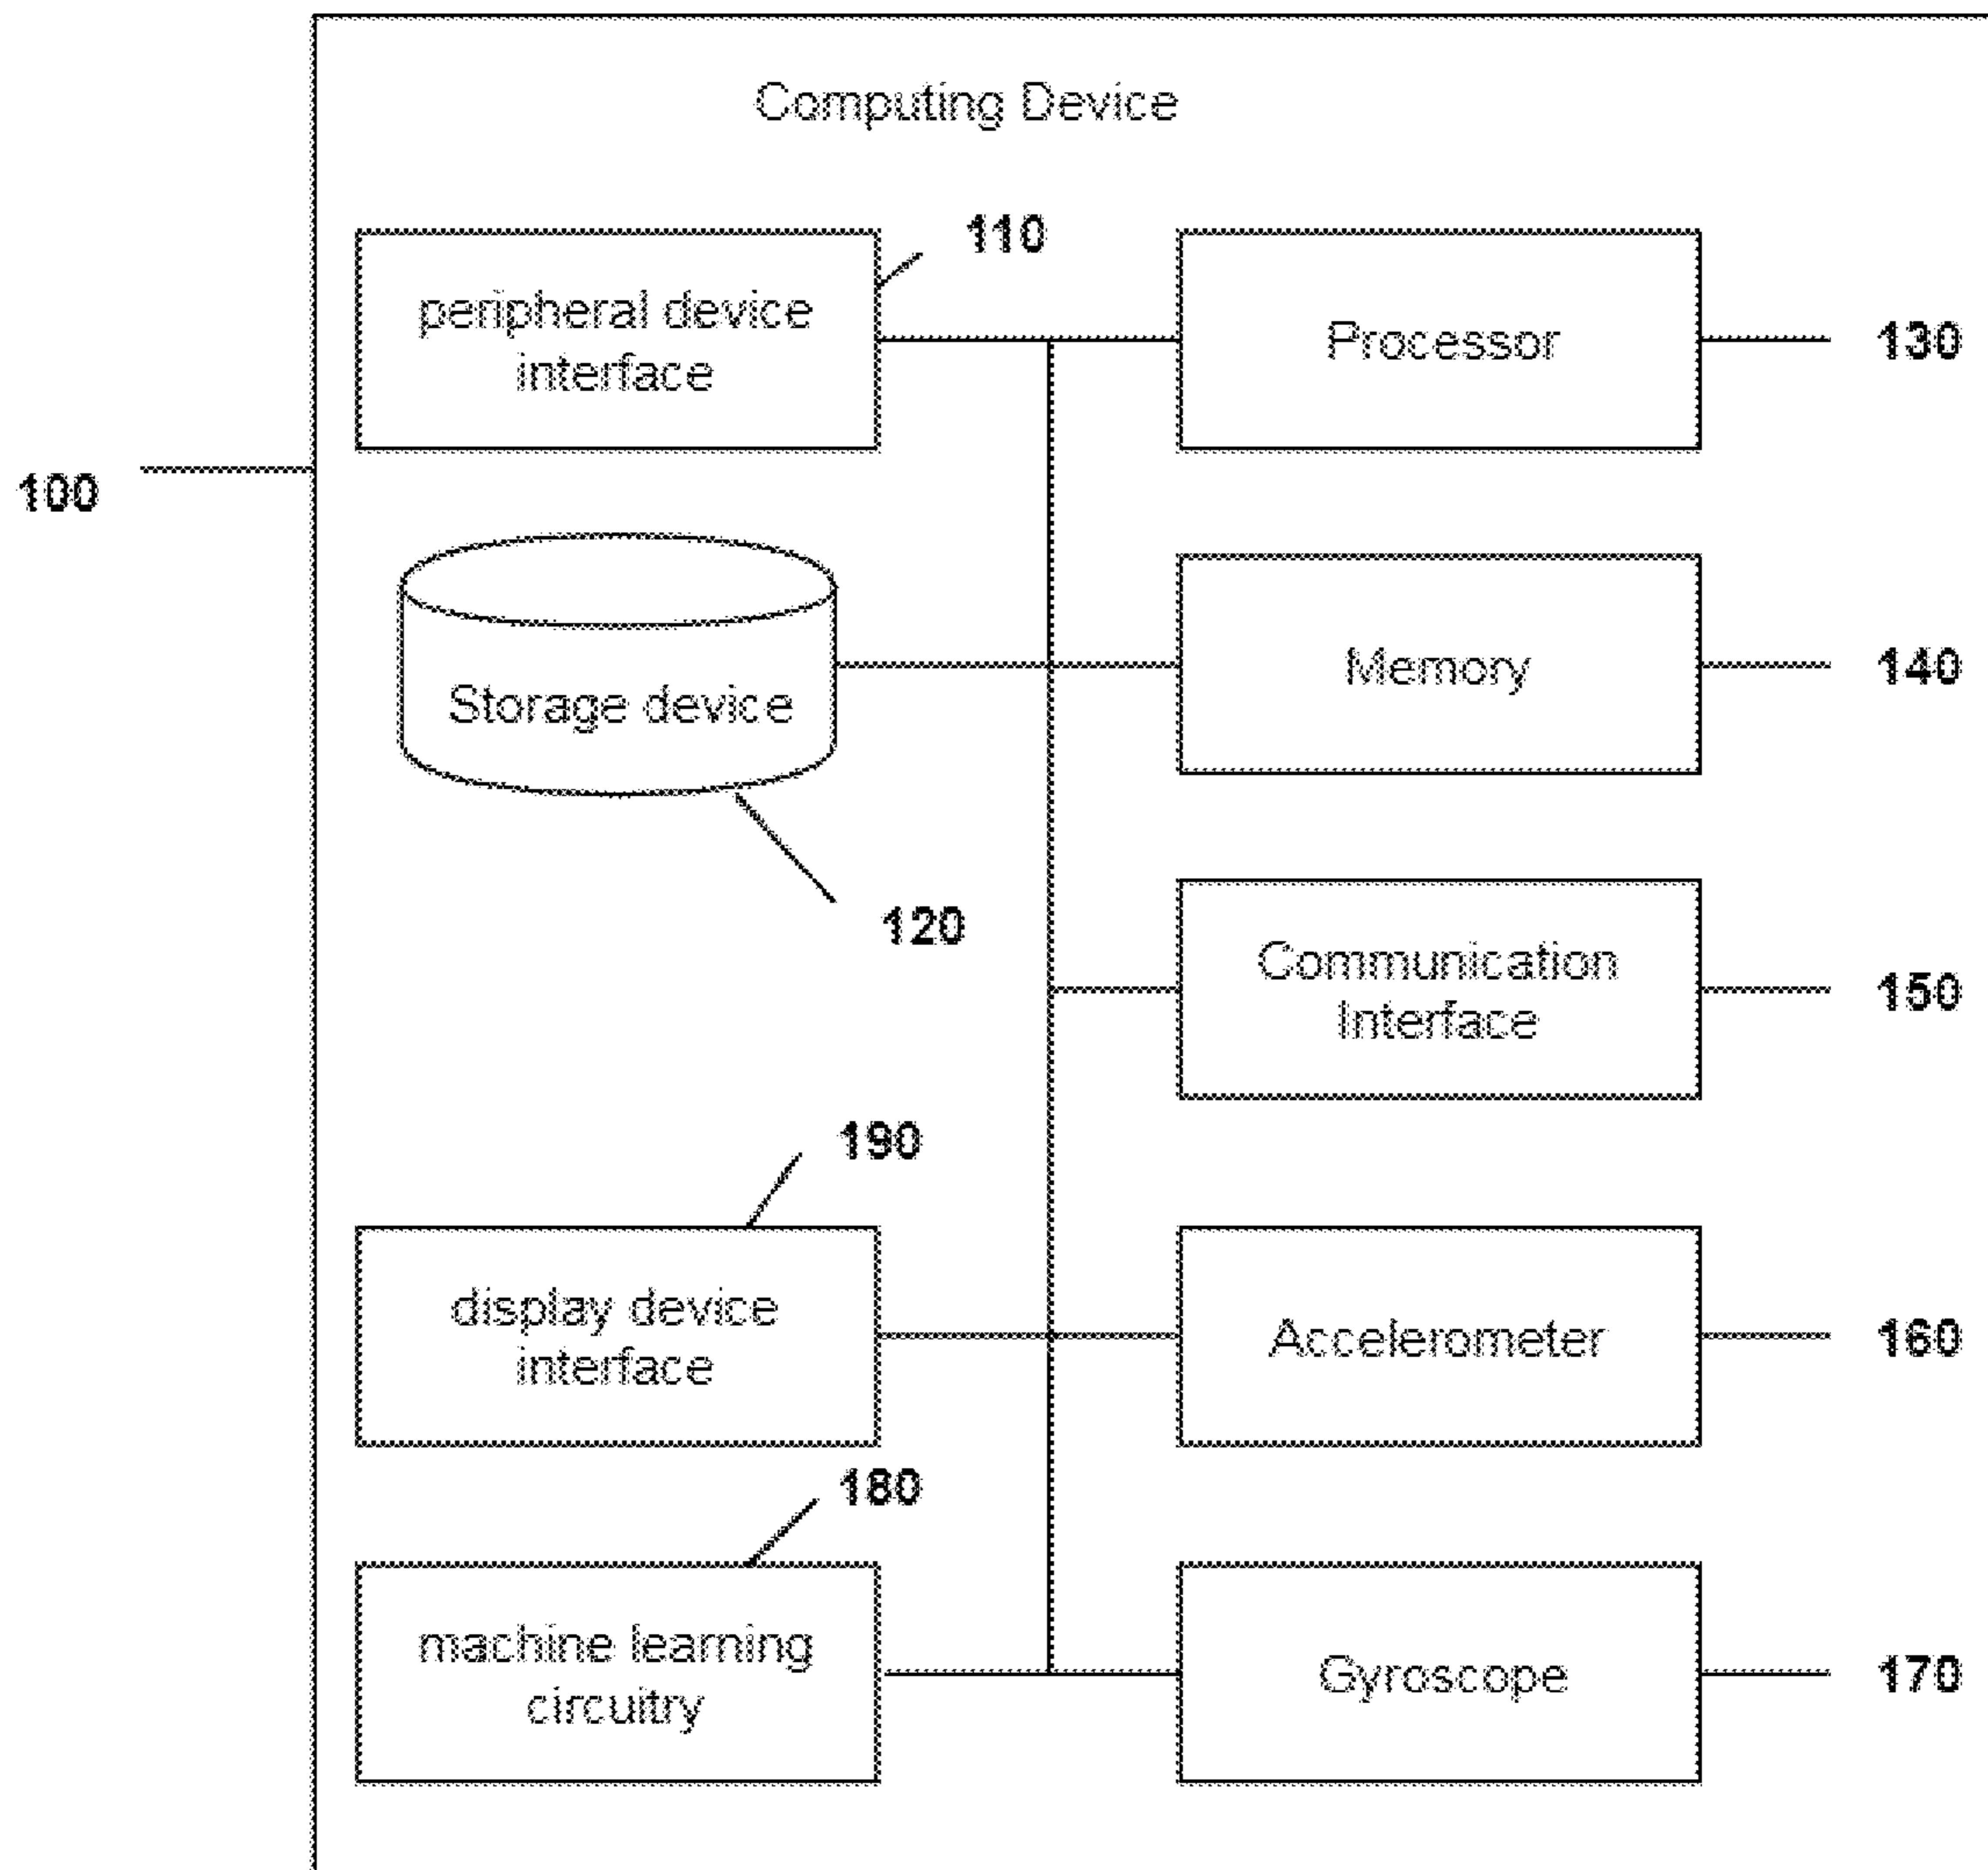 Computing Device
110
peripheral device
interface
Processor
130
100
Storage device
Memory
140
120
Communication
Interface
150
190
display device
interface
Accelerometer
160
180
machine learning
circuitry
Gyroscope
170